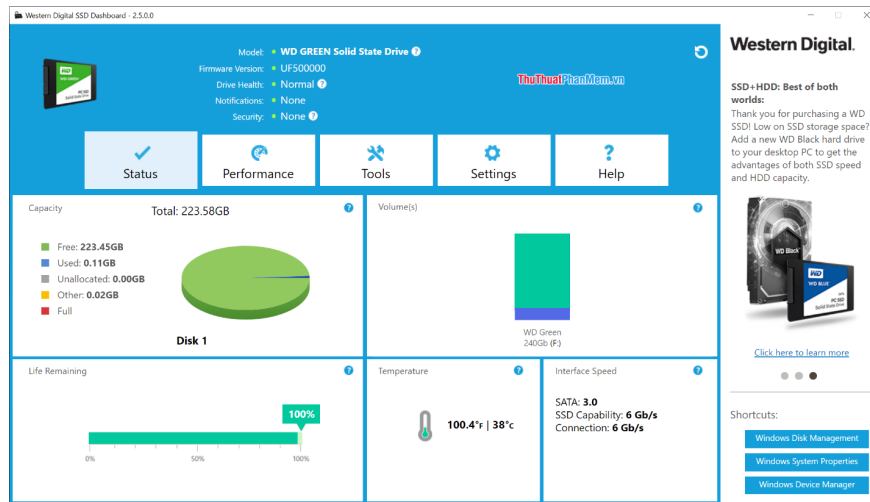 Western Digital SSD Dashboard - 2.5.0.0
Model: WD GREEN Solid State Drive
Firmware Version: UF500000
Drive Health: Normal
Notifications: None
Security: None
ThuThuatPhanMem.vn
Status
Performance
Tools
Settings
Help
Capacity
Total: 223.58GB
Free: 223.45GB
Used: 0.11GB
Unallocated: 0.00GB
Other: 0.02GB
Full
Disk 1
Volume(s)
WD Green
240Gb (F:)
Life Remaining
100%
0%
50%
100%
Temperature
100.4°F | 38°C
Interface Speed
SATA: 3.0
SSD Capability: 6 Gb/s
Connection: 6 Gb/s
Western Digital.
SSD+HDD: Best of both
worlds:
Thank you for purchasing a WD
SSD! Low on SSD storage space?
Add a new WD Black hard drive
to your desktop PC to get the
advantages of both SSD speed
and HDD capacity.
WD Black
WD
WD BLUE
PC SSD
Solid State Drive
Click here to learn more
Shortcuts:
Windows Disk Management
Windows System Properties
Windows Device Manager